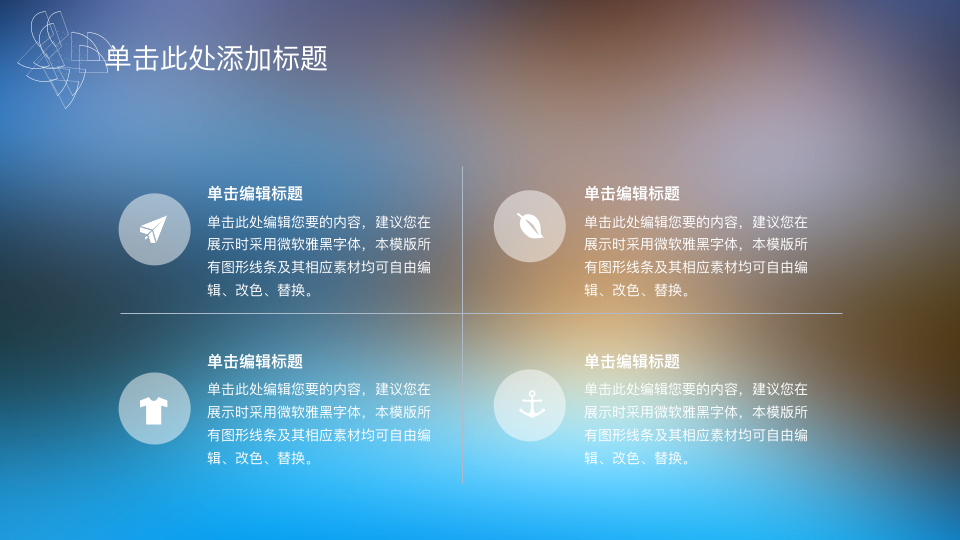 单击此处添加标题
单击编辑标题
单击此处编辑您要的内容，建议您在
展示时采用微软雅黑字体，本模版所
有图形线条及其相应素材均可自由编
辑、改色、替换。
单击编辑标题
单击此处编辑您要的内容，建议您在
展示时采用微软雅黑字体，本模版所
有图形线条及其相应素材均可自由编
辑、改色、替换。
单击编辑标题
单击此处编辑您要的内容，建议您在
展示时采用微软雅黑字体，本模版所
有图形线条及其相应素材均可自由编
辑、改色、替换。
单击编辑标题
单击此处编辑您要的内容，建议您在
展示时采用微软雅黑字体，本模版所
有图形线条及其相应素材均可自由编
辑、改色、替换。